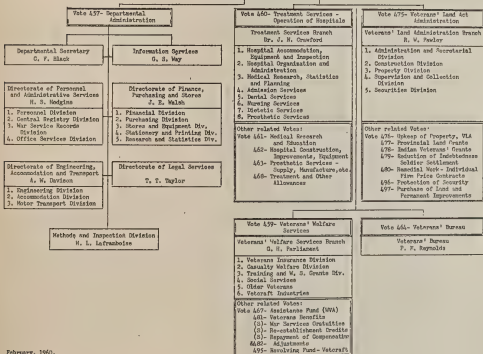 Vote 457- Departmental
Administration
Departmental Secretary
C. F. Black
Information Services
G. S. Way
Directorate of Personnel
and Administrative Services
H. S. Hodgins
1. Personnel Division
2. Central Registry Division
3. War Service Records
Division
4. Office Services Division
Directorate of Finance,
Purchasing and Stores
J. E. Walsh
1. Financial Division
2. Purchasing Division
3. Stores and Equipment Div.
4. Stationery and Printing Div.
5. Research and Statistics Div.
Directorate of Engineering,
Accommodation and Transport
A. W. Davison
1. Engineering Division
2. Accommodation Division
3. Motor Transport Division
Directorate of Legal Services
T. T. Taylor
Methods and Inspection Division
H. L. Laframboise
February, 1960.
Vote 460- Treatment Services -
Operation of Hospitals
Treatment Services Branch
Dr. J. N. Crawford
1. Hospital Accommodation,
Equipment and Inspection
2. Hospital Organization and
Administration
3. Medical Research, Statistics
and Planning
4. Admission Services
5. Dental Services
6. Nursing Services
7. Dietetic Services
8. Prosthetic Services
Other related Votes:
Vote 461- Medical Research
and Education
462- Hospital Construction,
Improvements, Equipment
463- Prosthetic Services
Supply, Manufacture, etc.
468- Treatment and Other
Allowances
Vote 475- Veterans' Land Act
Administration
Veterans' Land Administration Branch
R. W. Pawley
1. Administration and Secretarial
Division
2. Construction Division
3. Property Division
4. Supervision and Collection
Division
5. Securities Division
Other related Votes:
Vote 476- Upkeep of Property, VLA
477- Provincial Land Grants
478- Indian Veterans' Grants
479- Reduction of Indebtedness
Soldier Settlement
480- Remedial Work - Individual
Firm Price Contracts
496- Protection of Security
497- Purchase of Land and
Permanent Improvements
Vote 459- Veterans' Welfare
Services
Veterans' Welfare Services Branch
G. H. Parliament
1. Veterans Insurance Division
2. Casualty Welfare Division
3. Training and W. S. Grants Div.
4. Social Services
5. Older Veterans
6. Vetcraft Industries
Other related Votes:
Vote 467- Assistance Fund (WVA)
481- Veterans Benefits
(S)- War Services Gratuities
(S)- Re-establishment Credits
(S)- Repayment of Compensating
&482- Adjustments
495- Revolving Fund- Vetcraft
Vote 464- Veterans' Bureau
Veterans' Bureau
P. E. Reynolds